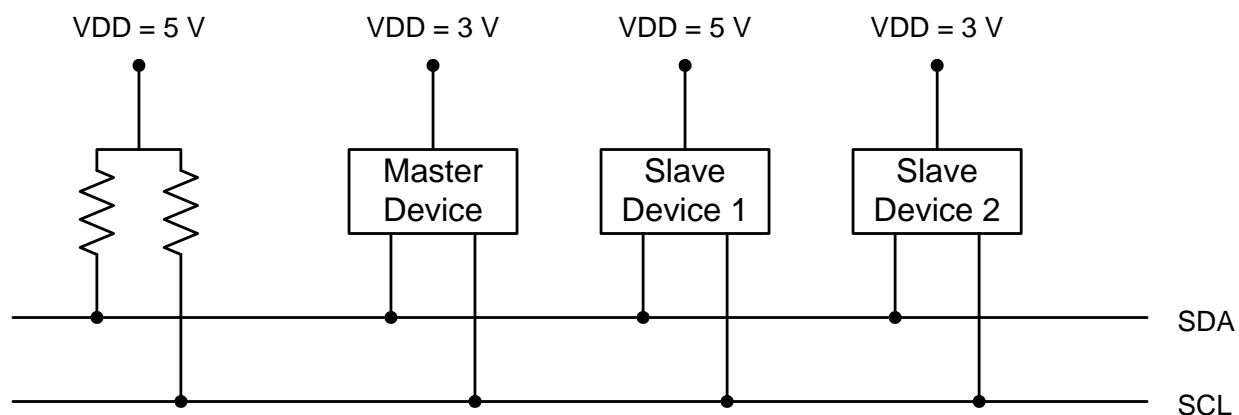 VDD = 5 V
VDD = 3 V
VDD = 5 V
VDD = 3 V
Master
Device
Slave
Device 1
Slave
Device 2
SDA
SCL